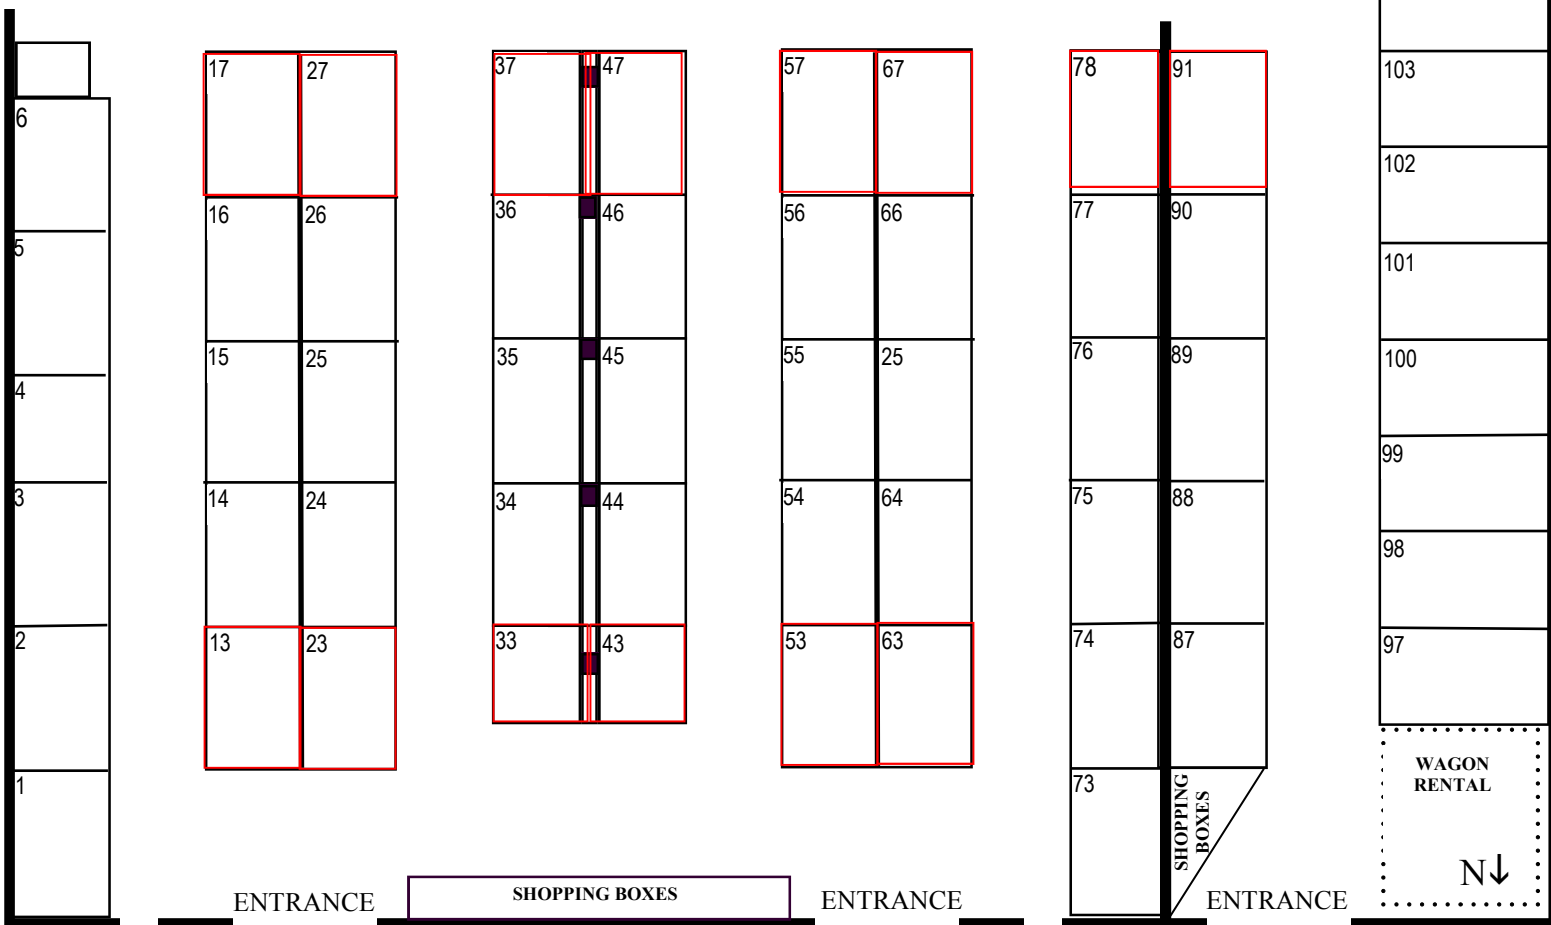 17 27 37 47 57 67 78 91 103
6
102
16 26 36 46 56 66 77 90
5 101
15 25 35 45 55 25 76 89 100
4
99
3 14 24 34 44 54 64 75 88
98
2 13 23 33 43 53 63 74 87 97
WAGON
RENTAL
1 73
SHOPPING
BOXES
N↓
ENTRANCE SHOPPING BOXES ENTRANCE ENTRANCE